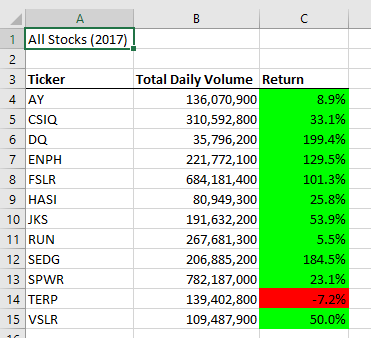 A B C
1 All Stocks (2017)
2
3 Ticker Total Daily Volume Return
4 AY 136,070,900 8.9%
5 CSIQ 310,592,800 33.1%
6 DQ 35,796,200 199.4%
7 ENPH 221,772,100 129.5%
8 FSLR 684,181,400 101.3%
9 HASI 80,949,300 25.8%
10 JKS 191,632,200 53.9%
11 RUN 267,681,300 5.5%
12 SEDG 206,885,200 184.5%
13 SPWR 782,187,000 23.1%
14 TERP 139,402,800 -7.2%
15 VSLR 109,487,900 50.0%